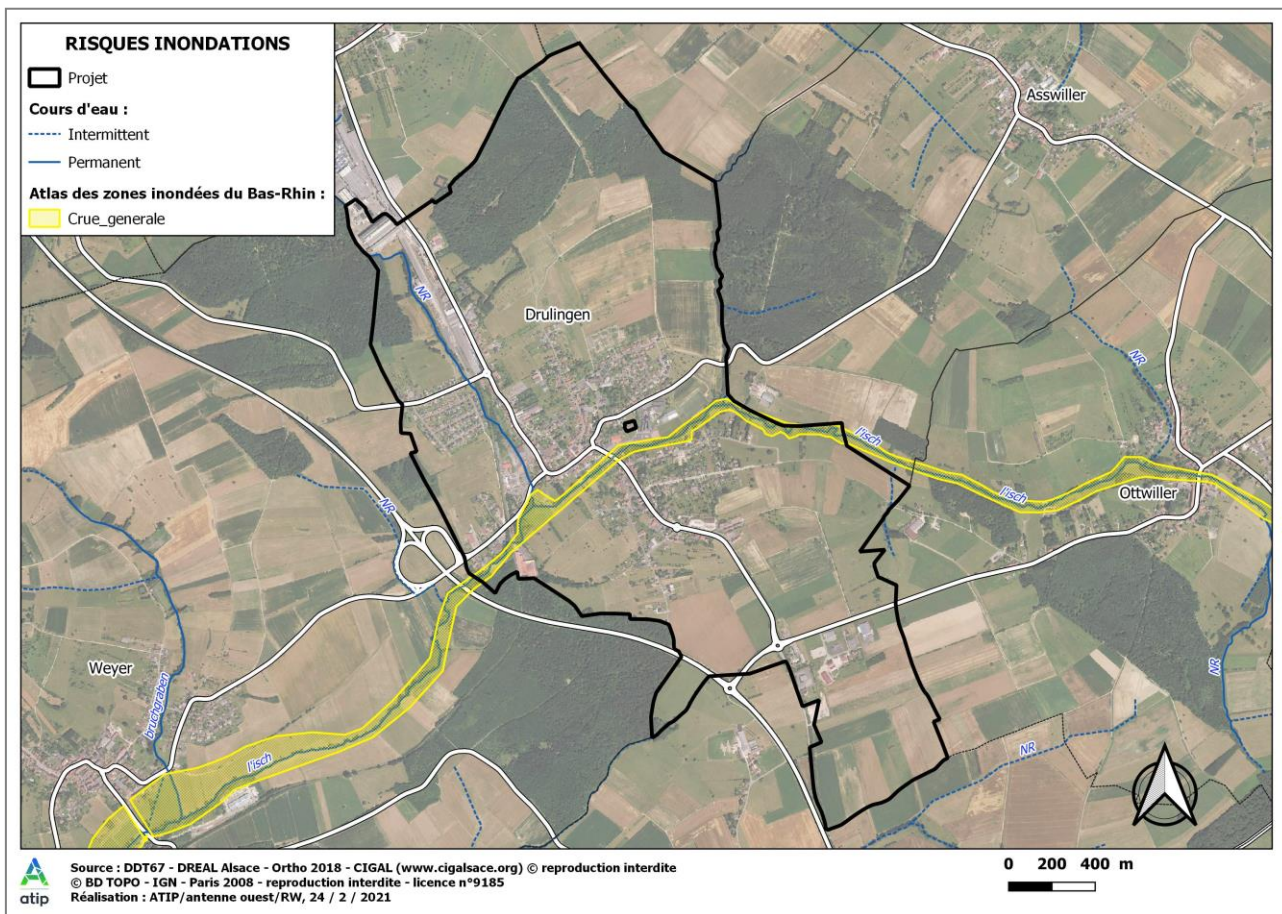 RISQUES INONDATIONS
Projet
Cours d'eau :
Intermittent
Permanent
Atlas des zones inondées du Bas-Rhin :
Crue_generale
Asswiller
NR
Drulingen
NR
l'isch
l'isch
Ottwiller
NR
Weyer
bruchgraben
l'isch
NR
NR
atip
Source : DDT67 - DREAL Alsace - Ortho 2018 - CIGAL (www.cigalsace.org) © reproduction interdite
© BD TOPO - IGN - Paris 2008 - reproduction interdite - licence n°9185
Réalisation : ATIP/antenne ouest/RW, 24 / 2 / 2021
0 200 400 m